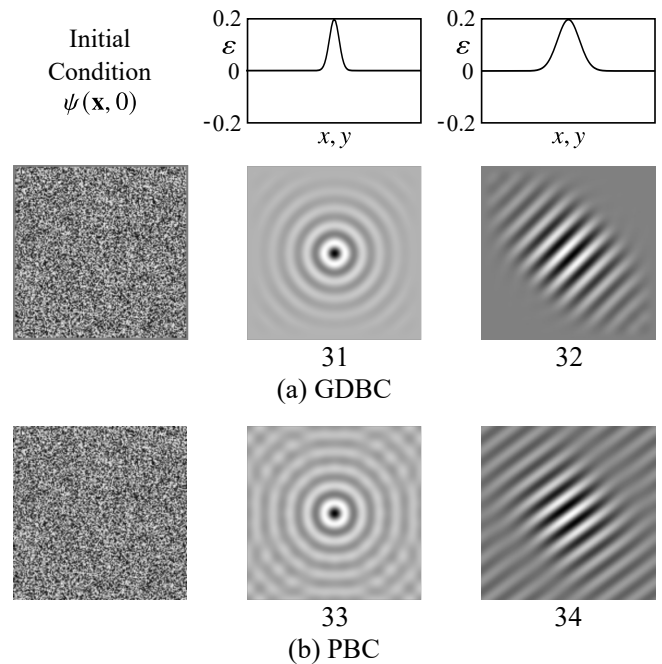 Initial
Condition
ψ(x, 0)
0.2
ε
0
-0.2
x, y
0.2
ε
0
-0.2
x, y
31
32
(a) GDBC
33
34
(b) PBC